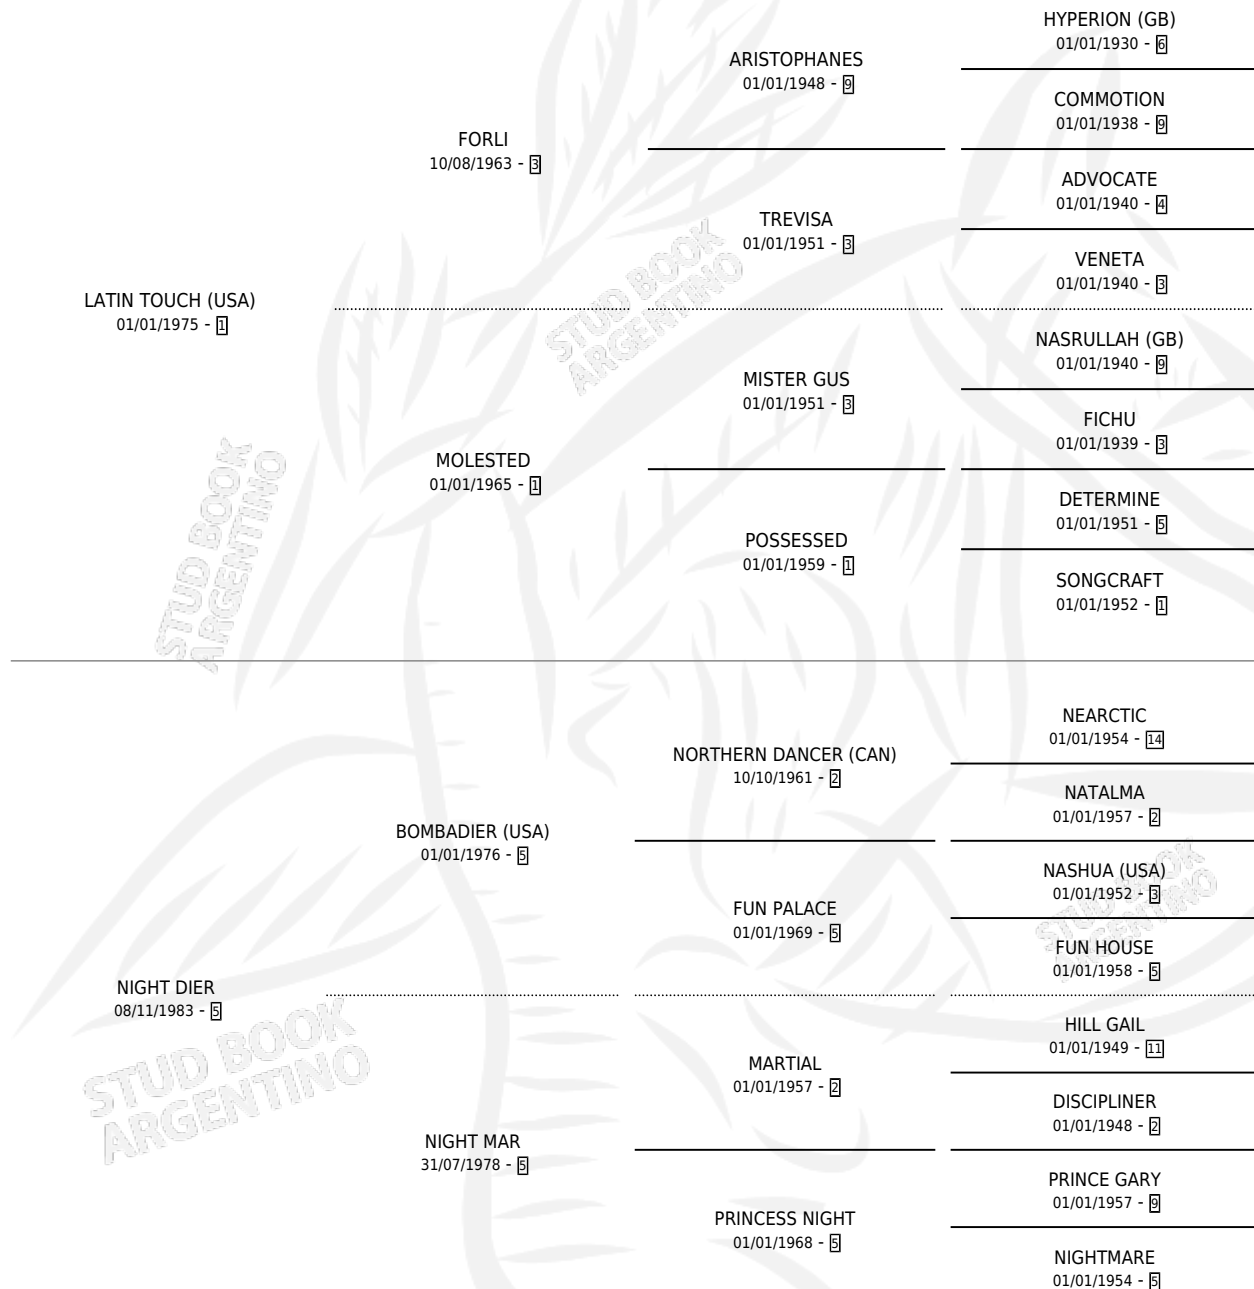 HYPERION (GB)
01/01/1930 - 6
ARISTOPHANES
01/01/1948 - 9
COMMOTION
01/01/1938 - 9
FORLI
10/08/1963 - 3
ADVOCATE
01/01/1940 - 4
TREVISA
01/01/1951 - 3
VENETA
01/01/1940 - 3
LATIN TOUCH (USA)
01/01/1975 - 1
STUD BOOK
ARGENTINO
NASRULLAH (GB)
01/01/1940 - 9
MISTER GUS
01/01/1951 - 3
FICHU
01/01/1939 - 3
MOLESTED
01/01/1965 - 1
DETERMINE
01/01/1951 - 5
POSSESSED
01/01/1959 - 1
SONGCRAFT
01/01/1952 - 1
STUD BOOK
ARGENTINO
NEARCTIC
01/01/1954 - 14
NORTHERN DANCER (CAN)
10/10/1961 - 2
NATALMA
01/01/1957 - 2
BOMBADIER (USA)
01/01/1976 - 5
NASHUA (USA)
01/01/1952 - 3
FUN PALACE
01/01/1969 - 5
STUD BOOK
ARGENTINO
FUN HOUSE
01/01/1958 - 5
NIGHT DIER
08/11/1983 - 5
STUD BOOK
ARGENTINO
HILL GAIL
01/01/1949 - 11
MARTIAL
01/01/1957 - 2
DISCIPLINER
01/01/1948 - 2
NIGHT MAR
31/07/1978 - 5
PRINCE GARY
01/01/1957 - 9
PRINCESS NIGHT
01/01/1968 - 5
NIGHTMARE
01/01/1954 - 5